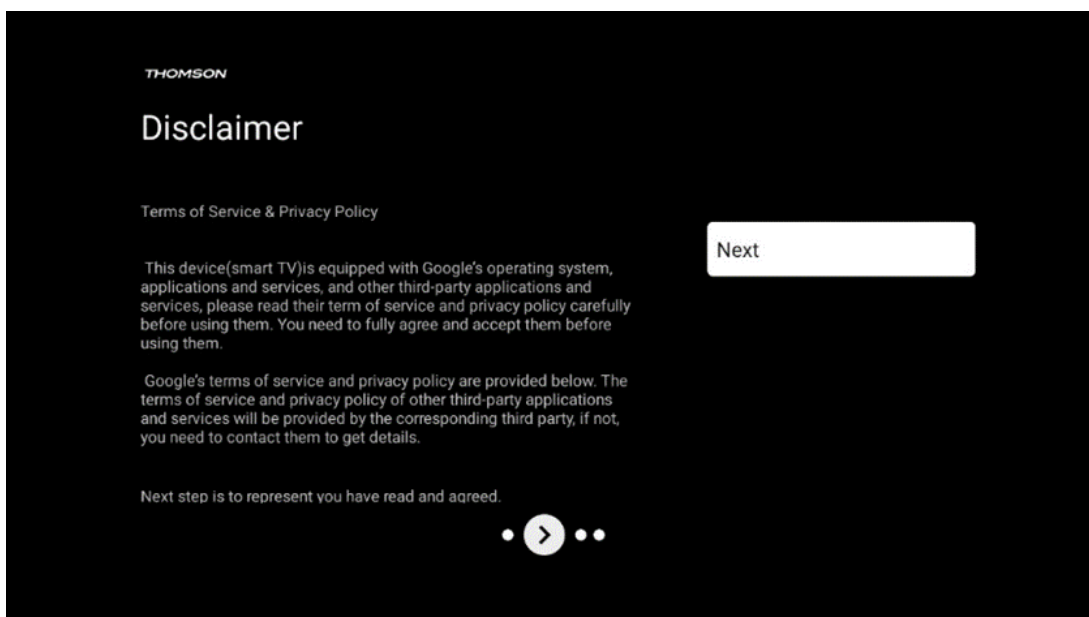 THOMSON
Disclaimer
Terms of Service & Privacy Policy
This device(smart TV)is equipped with Google's operating system,
applications and services, and other third-party applications and
services, please read their term of service and privacy policy carefully
before using them. You need to fully agree and accept them before
using them.
Google's terms of service and privacy policy are provided below. The
terms of service and privacy policy of other third-party applications
and services will be provided by the corresponding third party, if not,
you need to contact them to get details.
Next step is to represent you have read and agreed.
Next